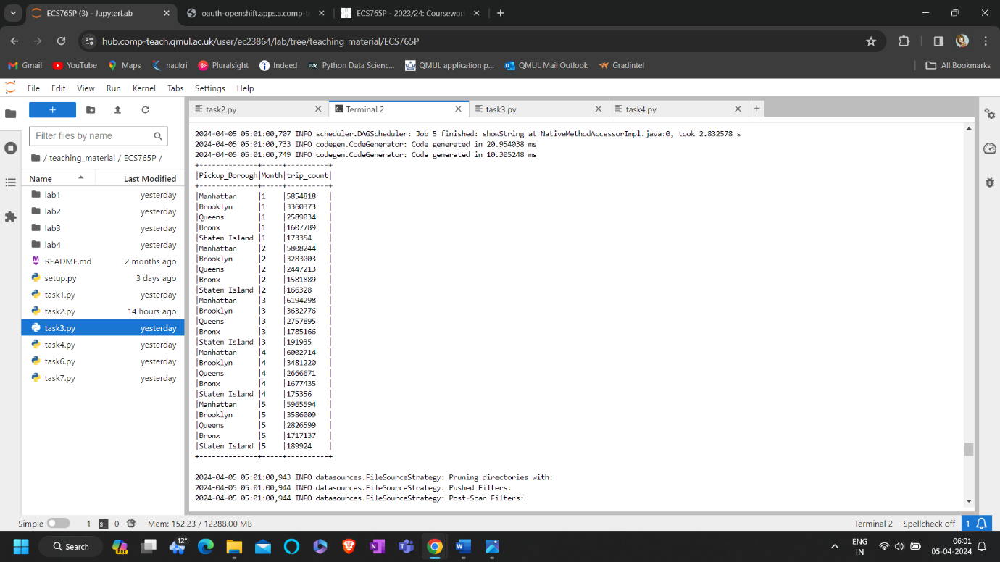 ECS765P (3) - JupyterLab
oauth-openshift.apps.a.comp-te
ECS765P - 2023/24: Coursework
hub.comp-teach.qmul.ac.uk/user/ec23864/lab/tree/teaching_material/ECS765P
Gmail YouTube Maps naukri Pluralsight Indeed edX Python Data Scienc... QMUL application p... QMUL Mail Outlook Gradintel All Bookmarks
File Edit View Run Kernel Tabs Settings Help
task2.py Terminal 2 task3.py task4.py
Filter files by name
/ teaching_material / ECS765P /
Name Last Modified
lab1 yesterday
lab2 yesterday
lab3 yesterday
lab4 yesterday
README.md 2 months ago
setup.py 3 days ago
task1.py yesterday
task2.py 14 hours ago
task3.py yesterday
task4.py yesterday
task6.py yesterday
task7.py yesterday
2024-04-05 05:01:00,707 INFO scheduler.DAGScheduler: Job 5 finished: showString at NativeMethodAccessorImpl.java:0, took 2.832578 s
2024-04-05 05:01:00,733 INFO codegen.CodeGenerator: Code generated in 20.954038 ms
2024-04-05 05:01:00,749 INFO codegen.CodeGenerator: Code generated in 10.305248 ms
+--------------+-----+----------+
|Pickup_Borough|Month|trip_count|
+--------------+-----+----------+
|Manhattan     |1    |5854818   |
|Brooklyn      |1    |3360373   |
|Queens        |1    |2589034   |
|Bronx         |1    |1607789   |
|Staten Island |1    |173354    |
|Manhattan     |2    |5808244   |
|Brooklyn      |2    |3283003   |
|Queens        |2    |2447213   |
|Bronx         |2    |1581889   |
|Staten Island |2    |166328    |
|Manhattan     |3    |6194298   |
|Brooklyn      |3    |3632776   |
|Queens        |3    |2757895   |
|Bronx         |3    |1785166   |
|Staten Island |3    |191935    |
|Manhattan     |4    |6002714   |
|Brooklyn      |4    |3481220   |
|Queens        |4    |2666671   |
|Bronx         |4    |1677435   |
|Staten Island |4    |175356    |
|Manhattan     |5    |5965594   |
|Brooklyn      |5    |3586009   |
|Queens        |5    |2826599   |
|Bronx         |5    |1717137   |
|Staten Island |5    |189924    |
+--------------+-----+----------+
2024-04-05 05:01:00,943 INFO datasources.FileSourceStrategy: Pruning directories with:
2024-04-05 05:01:00,944 INFO datasources.FileSourceStrategy: Pushed Filters:
2024-04-05 05:01:00,944 INFO datasources.FileSourceStrategy: Post-Scan Filters:
Simple 1 0 Mem: 152.23 / 12288.00 MB Terminal 2 Spellcheck off 1
Search PRE 12° ENG 06:01
IN 05-04-2024